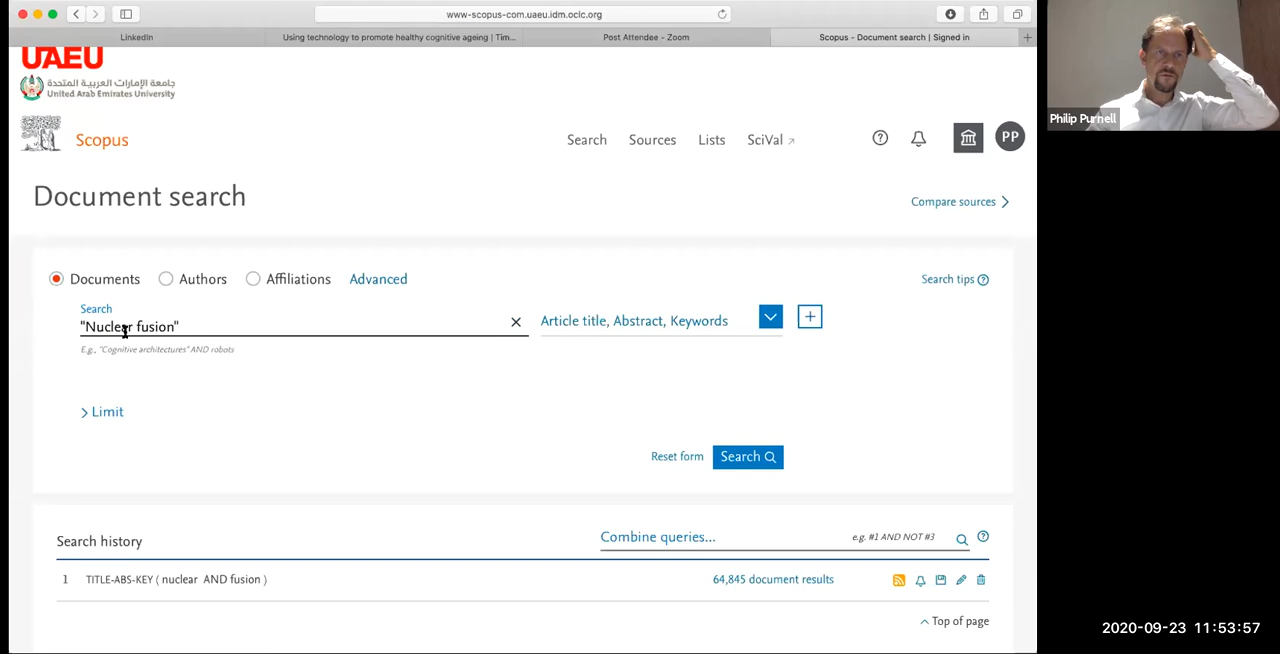 www-scopus-com.uaeu.idm.oclc.org
LinkedIn
Using technology to promote healthy cognitive ageing | Tim...
Post Attendee - Zoom
Scopus - Document search | Signed in
UAEU
جامعة الإمارات العربية المتحدة
United Arab Emirates University
Scopus
Search
Sources
Lists
SciVal
PP
Philip Purnell
Document search
Compare sources
Documents
Authors
Affiliations
Advanced
Search tips
Search
"Nuclear fusion"
Article title, Abstract, Keywords
E.g., "Cognitive architectures" AND robots
Limit
Reset form
Search
Search history
Combine queries...
e.g. #1 AND NOT #3
1 TITLE-ABS-KEY ( nuclear AND fusion )
64,845 document results
Top of page
2020-09-23 11:53:57